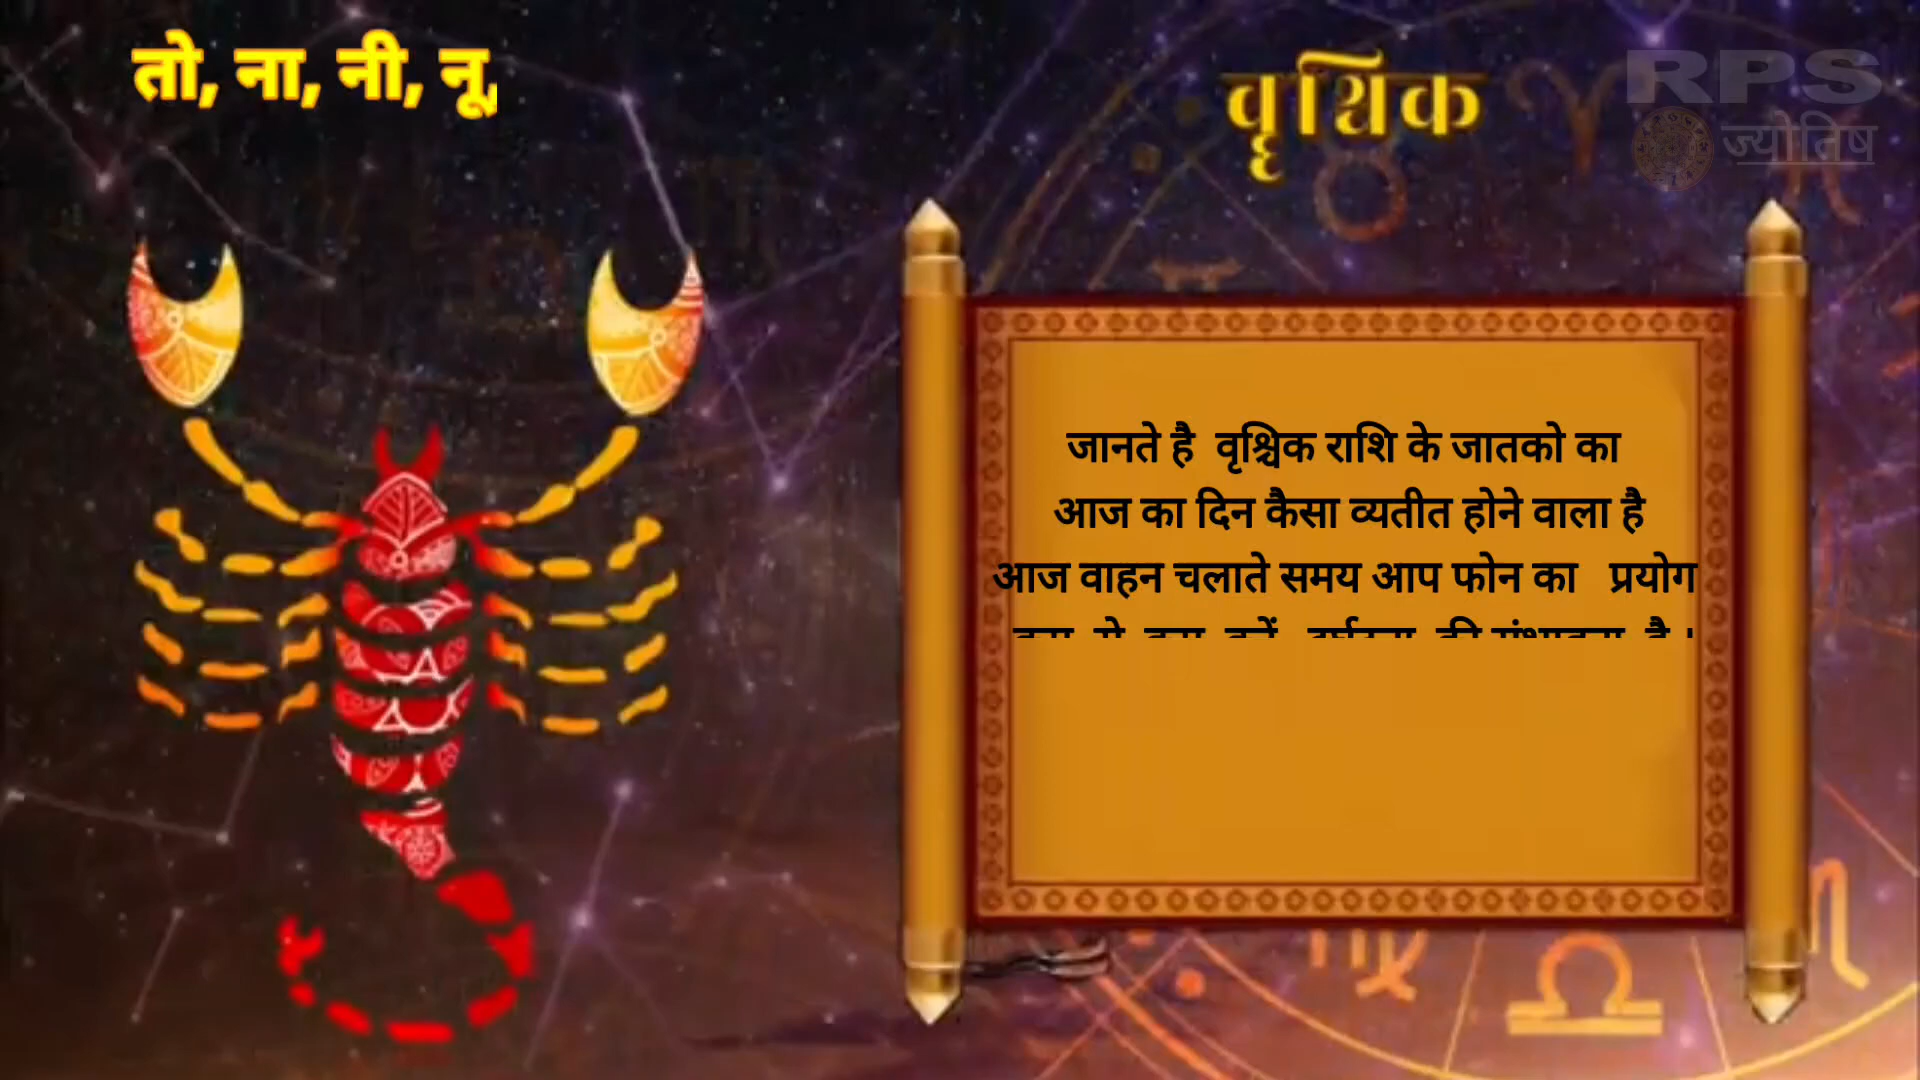 तो, ना, नी, नू,
वृश्चिक
RPS
ज्योतिष
जानते है वृश्चिक राशि के जातको का
आज का दिन कैसा व्यतीत होने वाला है
आज वाहन चलाते समय आप फोन का प्रयोग